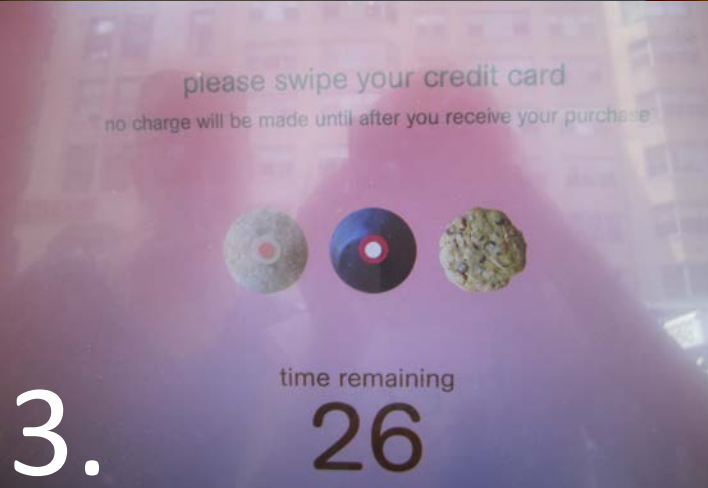 please swipe your credit card
no charge will be made until after you receive your purchase
time remaining
26
3.